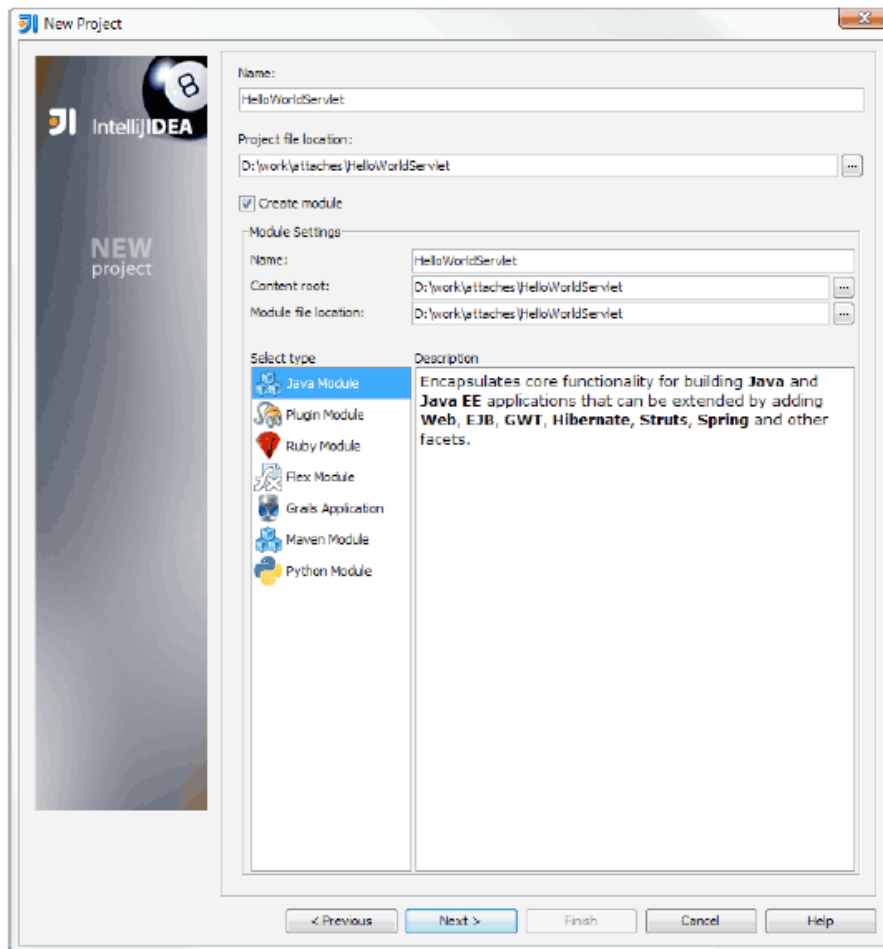 New Project
8
IntelliJIDEA
NEW
project
Name:
HelloWorldServlet
Project file location:
D:\work\attaches\HelloWorldServlet
...
Create module
Module Settings
Name:
HelloWorldServlet
Content root:
D:\work\attaches\HelloWorldServlet
...
Module file location:
D:\work\attaches\HelloWorldServlet
...
Select type
Java Module
Plugin Module
Ruby Module
Flex Module
Grails Application
Maven Module
Python Module
Description
Encapsulates core functionality for building Java and
Java EE applications that can be extended by adding
Web, EJB, GWT, Hibernate, Struts, Spring and other
facets.
< Previous
Next >
Finish
Cancel
Help